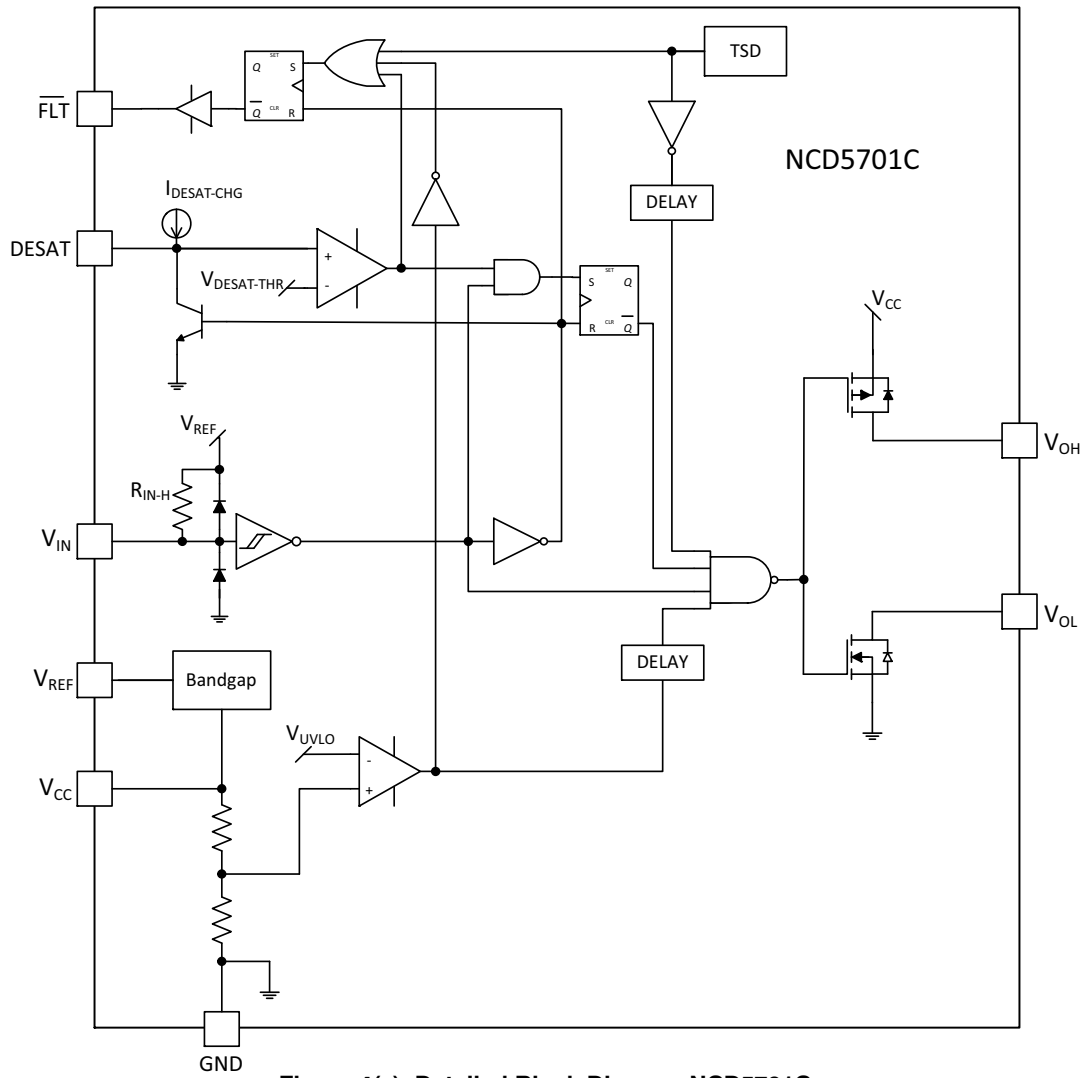 TSD
SET
Q
S
Q
CLR
R
FLT
NCD5701C
DELAY
IDESAT-CHG
DESAT
VDESAT-THR
+
-
SET
S
Q
R
CLR
Q
VCC
VREF
RIN-H
VIN
VOH
VOL
DELAY
VREF
Bandgap
VUVLO
-
+
VCC
GND